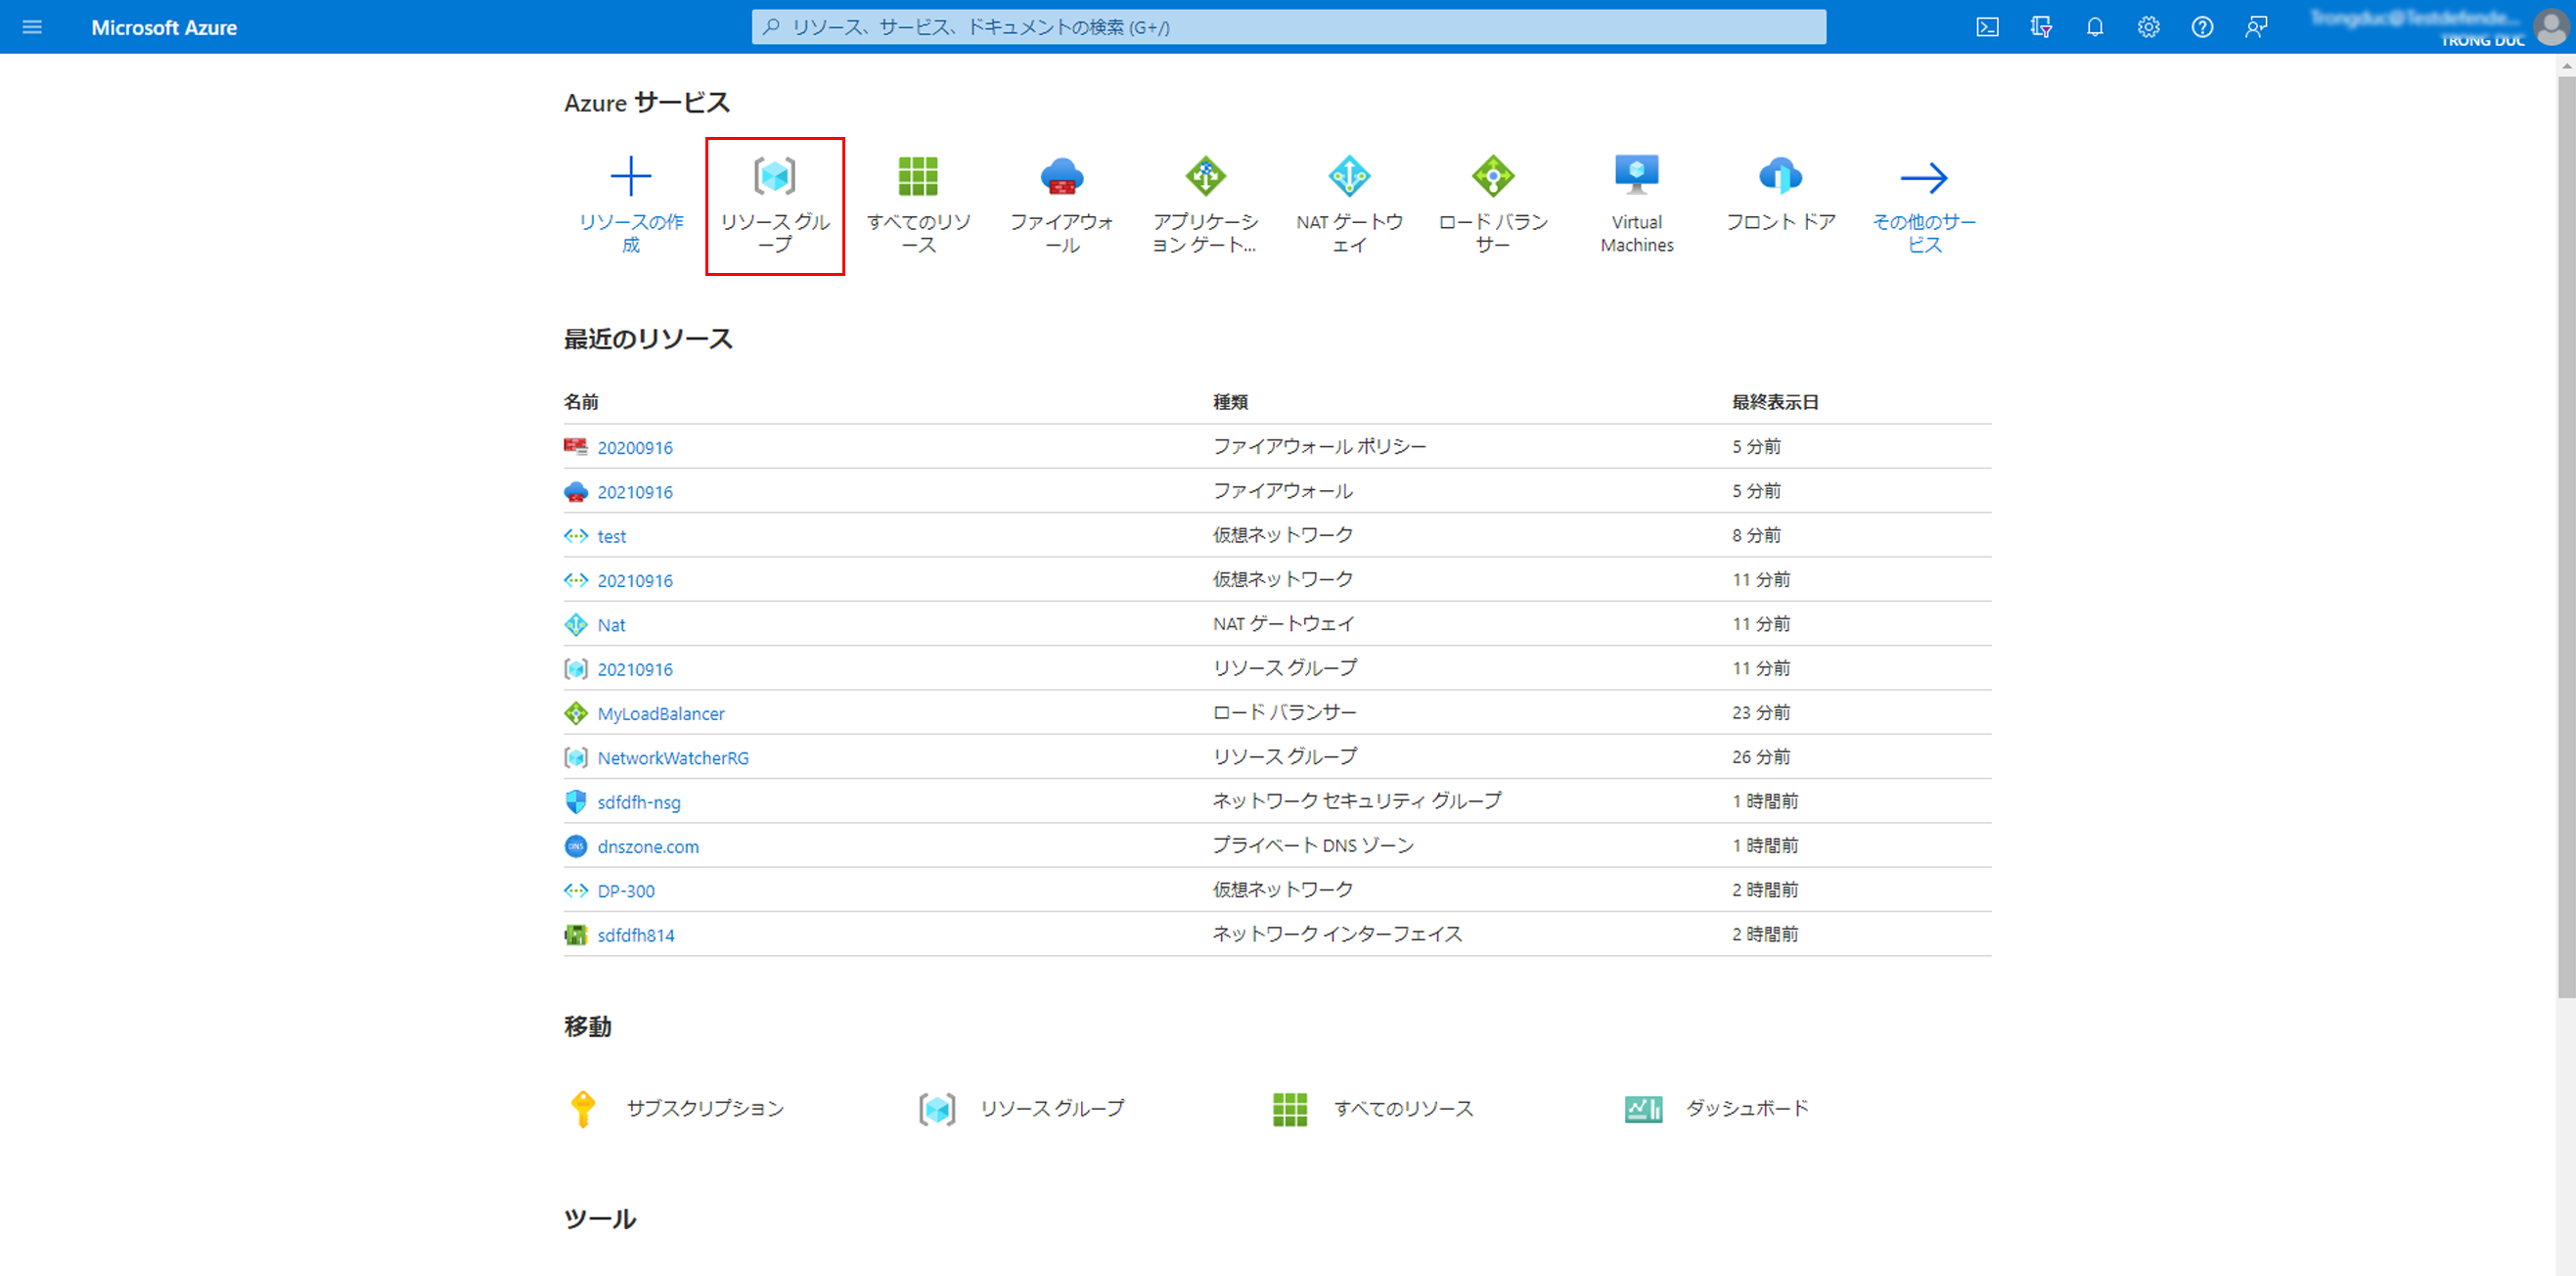 Microsoft Azure
リソース、サービス、ドキュメントの検索 (G+/)
TRONG DUC
Azure サービス
リソースの作
成
リソース グル
ープ
すべてのリソ
ース
ファイアウォ
ール
アプリケーシ
ョン ゲート...
NAT ゲートウ
ェイ
ロード バラン
サー
Virtual
Machines
フロント ドア
その他のサー
ビス
最近のリソース
名前 種類 最終表示日
20200916 ファイアウォール ポリシー 5 分前
20210916 ファイアウォール 5 分前
test 仮想ネットワーク 8 分前
20210916 仮想ネットワーク 11 分前
Nat NAT ゲートウェイ 11 分前
20210916 リソース グループ 11 分前
MyLoadBalancer ロード バランサー 23 分前
NetworkWatcherRG リソース グループ 26 分前
sdfdfh-nsg ネットワーク セキュリティ グループ 1 時間前
DNS dnszone.com プライベート DNS ゾーン 1 時間前
DP-300 仮想ネットワーク 2 時間前
sdfdfh814 ネットワーク インターフェイス 2 時間前
移動
サブスクリプション リソース グループ すべてのリソース ダッシュボード
ツール